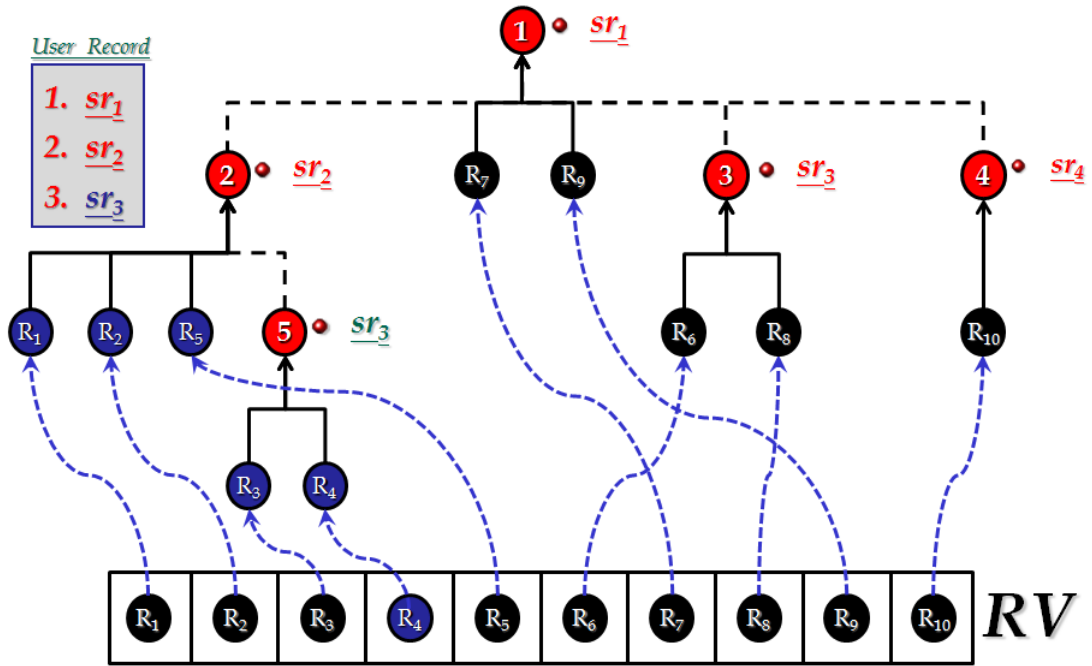 1 sr1
User Record
1. sr1
2. sr2
3. sr3
2 sr2 R7 R9 3 sr3 4 sr4
R1 R2 R5 5 sr3 R6 R8 R10
R3 R4
R1 R2 R3 R4 R5 R6 R7 R8 R9 R10 RV